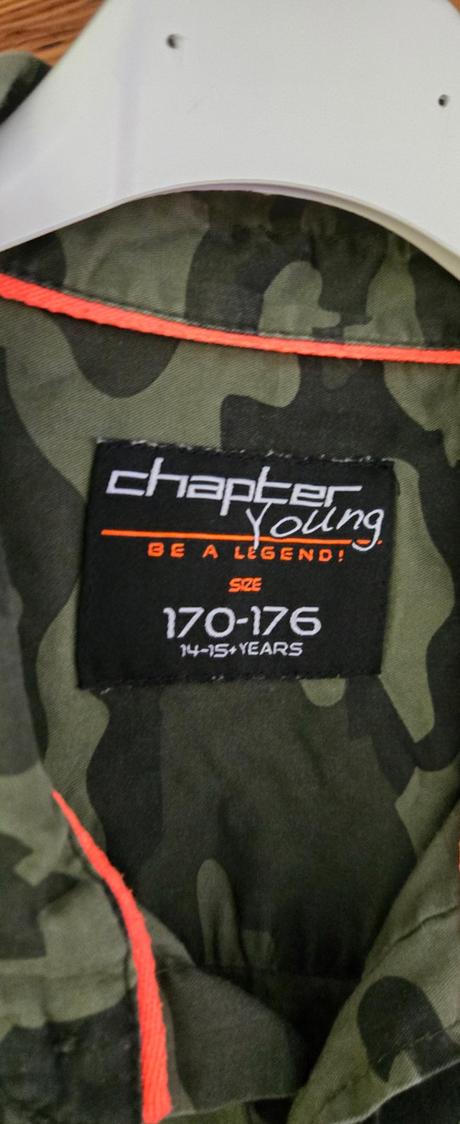 chapter
Young
BE A LEGEND!
SIZE
170-176
14-15+YEARS